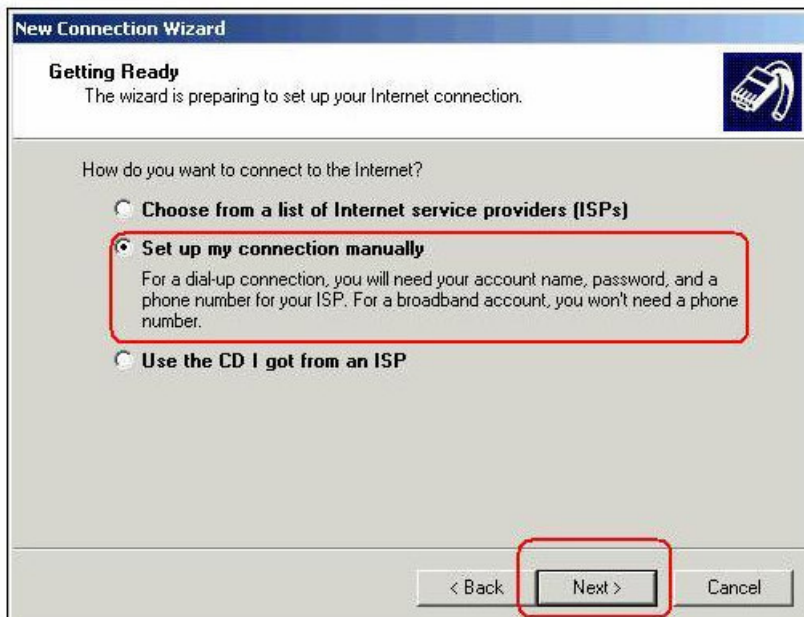 New Connection Wizard
Getting Ready
The wizard is preparing to set up your Internet connection.
How do you want to connect to the Internet?
Choose from a list of Internet service providers (ISPs)
Set up my connection manually
For a dial-up connection, you will need your account name, password, and a
phone number for your ISP. For a broadband account, you won't need a phone
number.
Use the CD I got from an ISP
< Back Next > Cancel